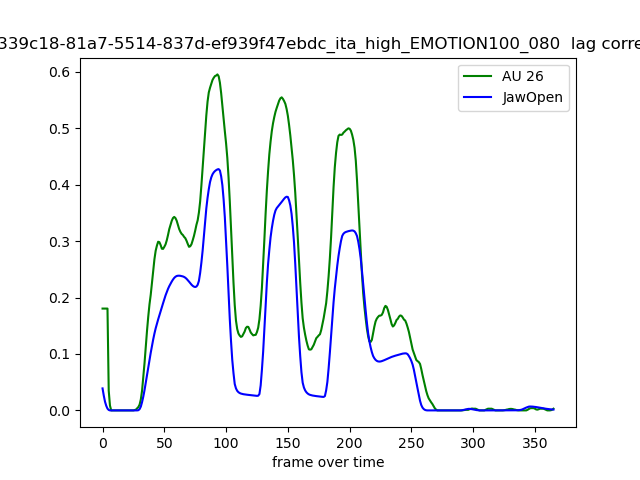 339c18-81a7-5514-837d-ef939f47ebdc_ita_high_EMOTION100_080 lag corre
AU 26
JawOpen
0.6
0.5
0.4
0.3
0.2
0.1
0.0
0 50 100 150 200 250 300 350
frame over time